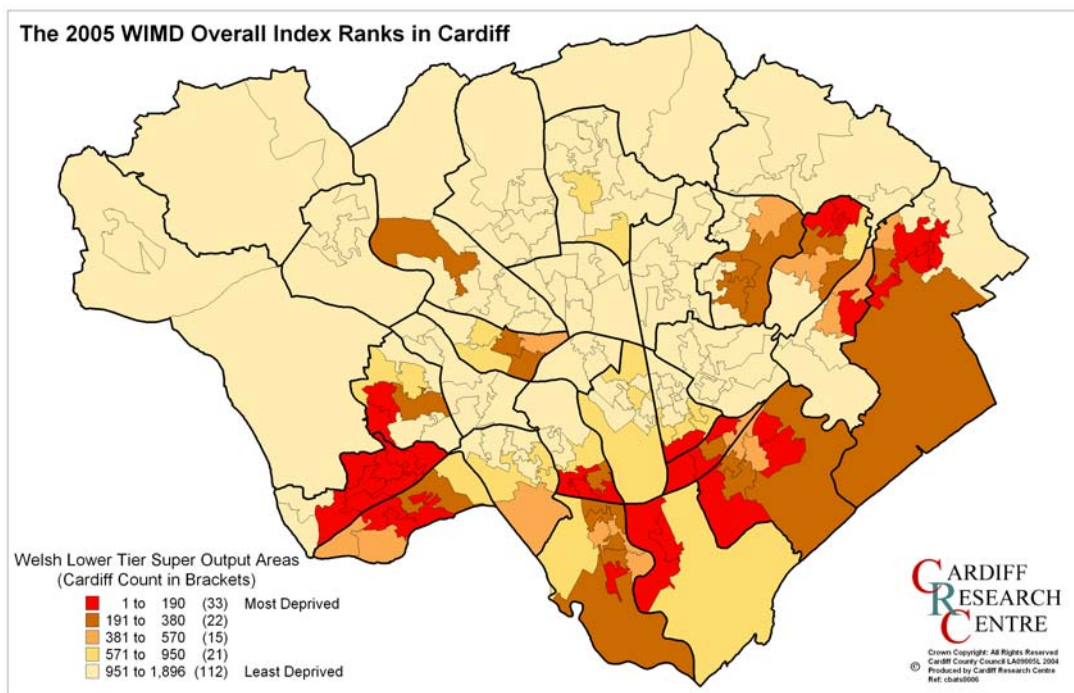 The 2005 WIMD Overall Index Ranks in Cardiff
Welsh Lower Tier Super Output Areas
(Cardiff Count in Brackets)
1 to 190 (33) Most Deprived
191 to 380 (22)
381 to 570 (15)
571 to 950 (21)
951 to 1,896 (112) Least Deprived
CARDIFF
RESEARCH
CENTRE
Crown Copyright: All Rights Reserved
© Cardiff County Council LA09005L 2004
Produced by Cardiff Research Centre
Ref: cbats0006